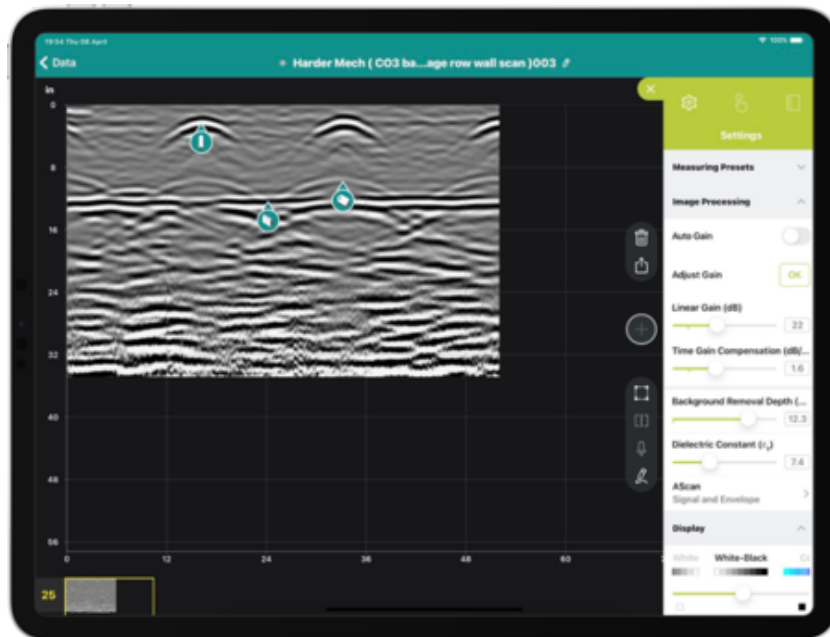 19:54 Thu 08 April
100%
Data
Harder Mech ( CO3 ba...age row wall scan )003
in
0
8
16
24
32
40
48
56
0
12
24
36
48
60
25
Settings
Measuring Presets
Image Processing
Auto Gain
Adjust Gain
OK
Linear Gain (dB)
22
Time Gain Compensation (dB/...
1.6
Background Removal Depth (...
12.3
Dielectric Constant (εr)
7.4
AScan
Signal and Envelope
Display
White
White-Black